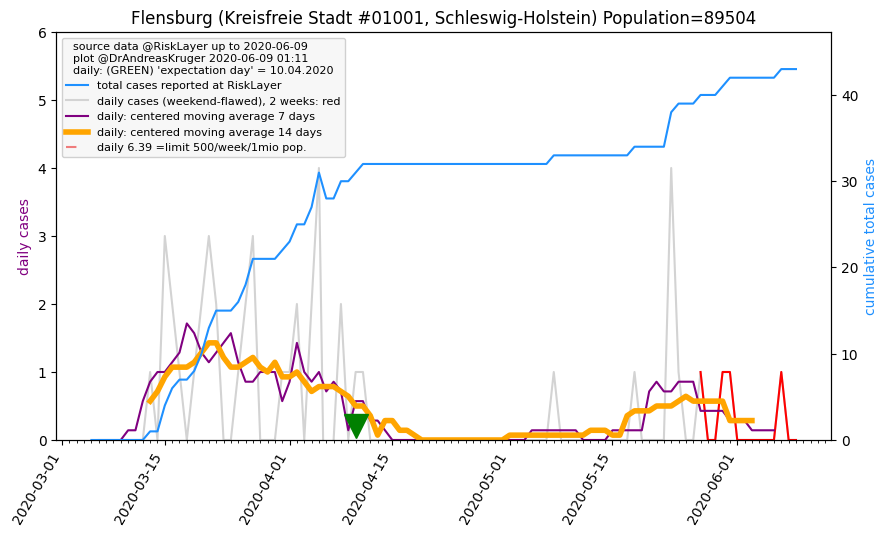 Flensburg (Kreisfreie Stadt #01001, Schleswig-Holstein) Population=89504
source data @RiskLayer up to 2020-06-09
plot @DrAndreasKruger 2020-06-09 01:11
daily: (GREEN) 'expectation day' = 10.04.2020
total cases reported at RiskLayer
daily cases (weekend-flawed), 2 weeks: red
daily: centered moving average 7 days
daily: centered moving average 14 days
daily 6.39 =limit 500/week/1mio pop.
daily cases
6
5
4
3
2
1
0
cumulative total cases
40
30
20
10
0
2020-03-01
2020-03-15
2020-04-01
2020-04-15
2020-05-01
2020-05-15
2020-06-01